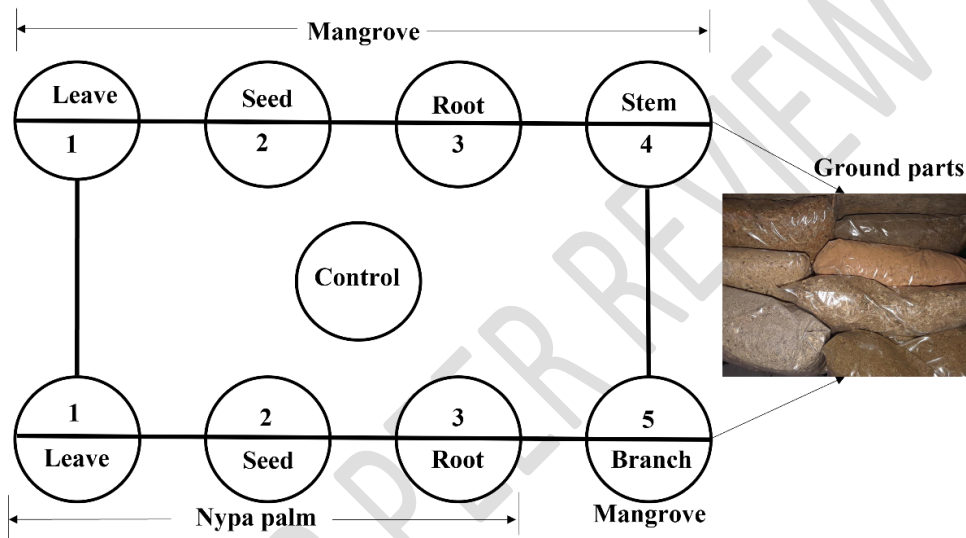 Mangrove
Leave
Seed
Root
Stem
1
2
3
4
Ground parts
Control
1
2
3
5
Leave
Seed
Root
Branch
Nypa palm
Mangrove
PER REVIEW